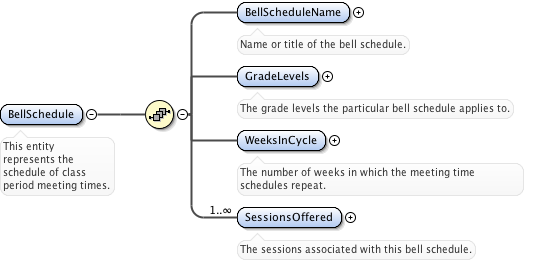 BellScheduleName
Name or title of the bell schedule.
GradeLevels
The grade levels the particular bell schedule applies to.
BellSchedule
This entity
represents the
schedule of class
period meeting times.
WeeksInCycle
The number of weeks in which the meeting time
schedules repeat.
1..∞
SessionsOffered
The sessions associated with this bell schedule.